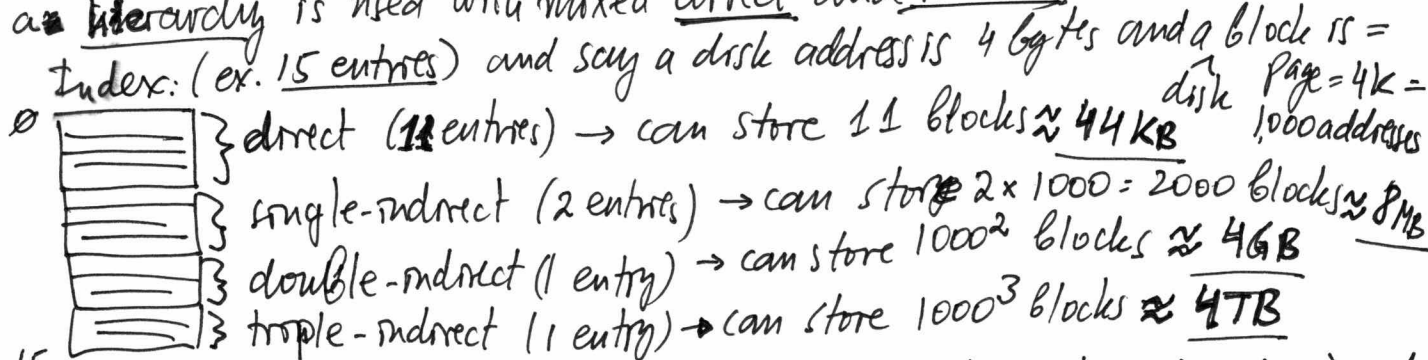 a hierarchy is used with mixed direct and
Index: (ex. 15 entries) and say a disk address is 4 bytes and a block is =
disk page = 4K =
1,000 addresses
0
direct (11 entries) → can store 11 blocks ≈ 44KB
single-indirect (2 entries) → can store 2 x 1000 = 2000 blocks ≈ 8MB
double-indirect (1 entry) → can store 1000² blocks ≈ 4GB
triple-indirect (1 entry) → can store 1000³ blocks ≈ 4TB